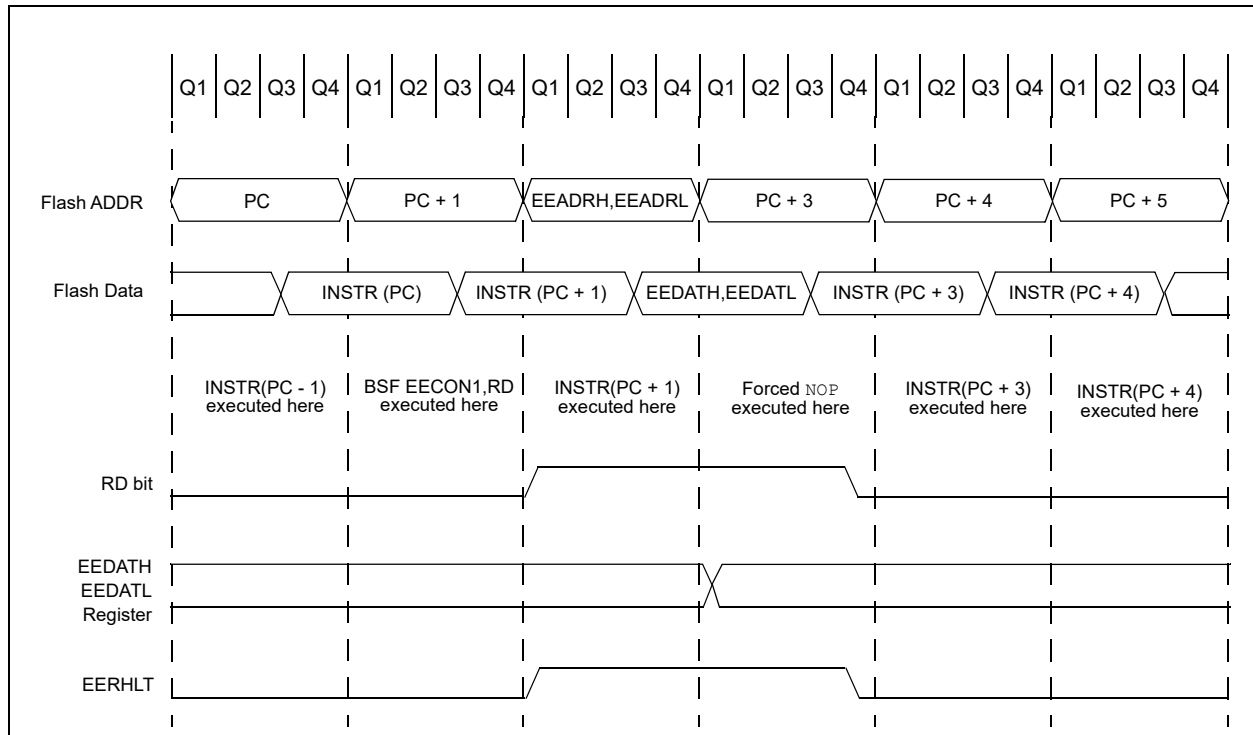 Q1 Q2 Q3 Q4 Q1 Q2 Q3 Q4 Q1 Q2 Q3 Q4 Q1 Q2 Q3 Q4 Q1 Q2 Q3 Q4 Q1 Q2 Q3 Q4
Flash ADDR PC PC + 1 EEADRH,EEADRL PC + 3 PC + 4 PC + 5
Flash Data INSTR (PC) INSTR (PC + 1) EEDATH,EEDATL INSTR (PC + 3) INSTR (PC + 4)
INSTR(PC - 1) BSF EECON1,RD INSTR(PC + 1) Forced NOP INSTR(PC + 3) INSTR(PC + 4)
executed here executed here executed here executed here executed here executed here
RD bit
EEDATH
EEDATL
Register
EERHLT